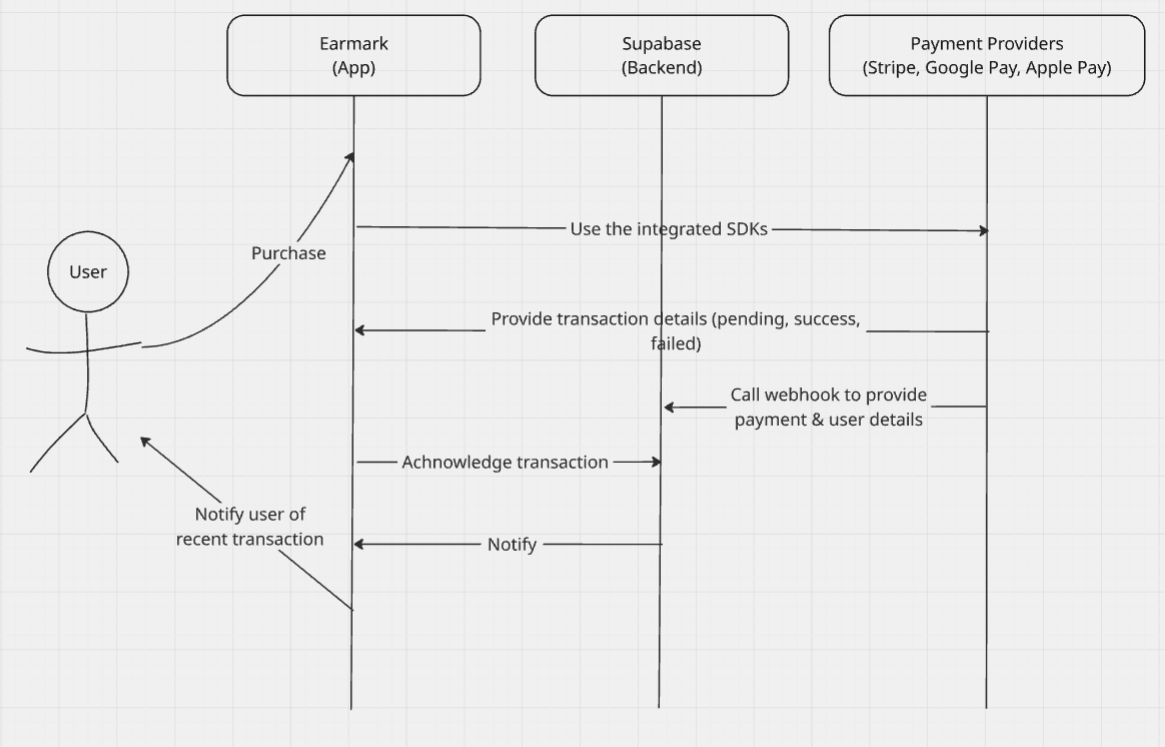 Earmark
(App)
Supabase
(Backend)
Payment Providers
(Stripe, Google Pay, Apple Pay)
Use the integrated SDKs
Purchase
User
Provide transaction details (pending, success,
failed)
Call webhook to provide
payment & user details
Achnowledge transaction
Notify user of
recent transaction
Notify